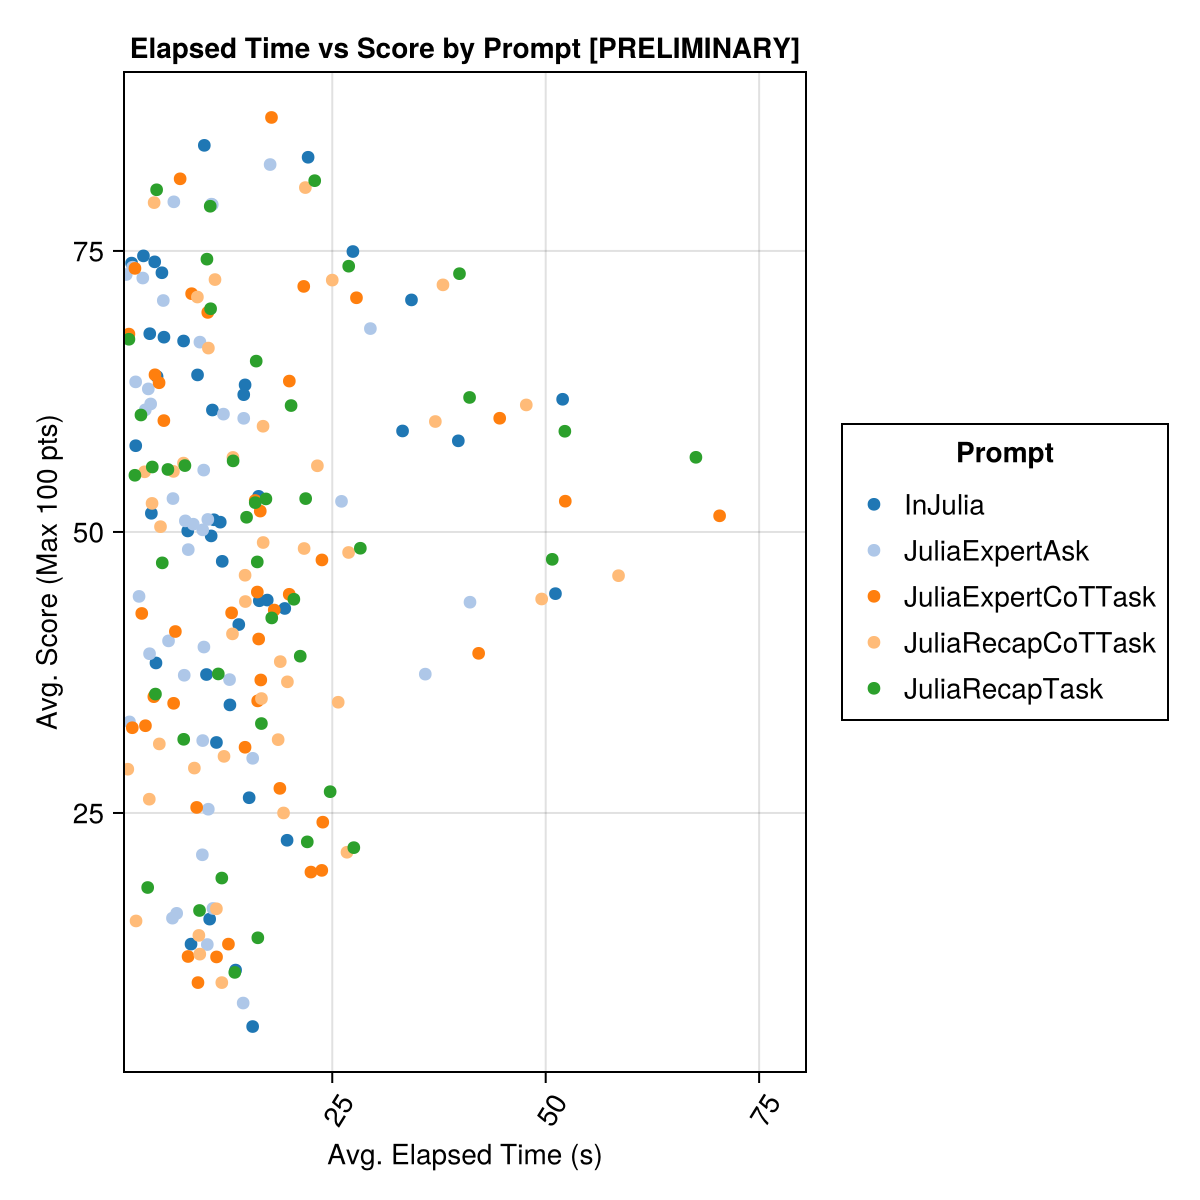 Elapsed Time vs Score by Prompt [PRELIMINARY]
Avg. Score (Max 100 pts)
75
50
25
25
50
75
Avg. Elapsed Time (s)
Prompt
InJulia
JuliaExpertAsk
JuliaExpertCoTTask
JuliaRecapCoTTask
JuliaRecapTask